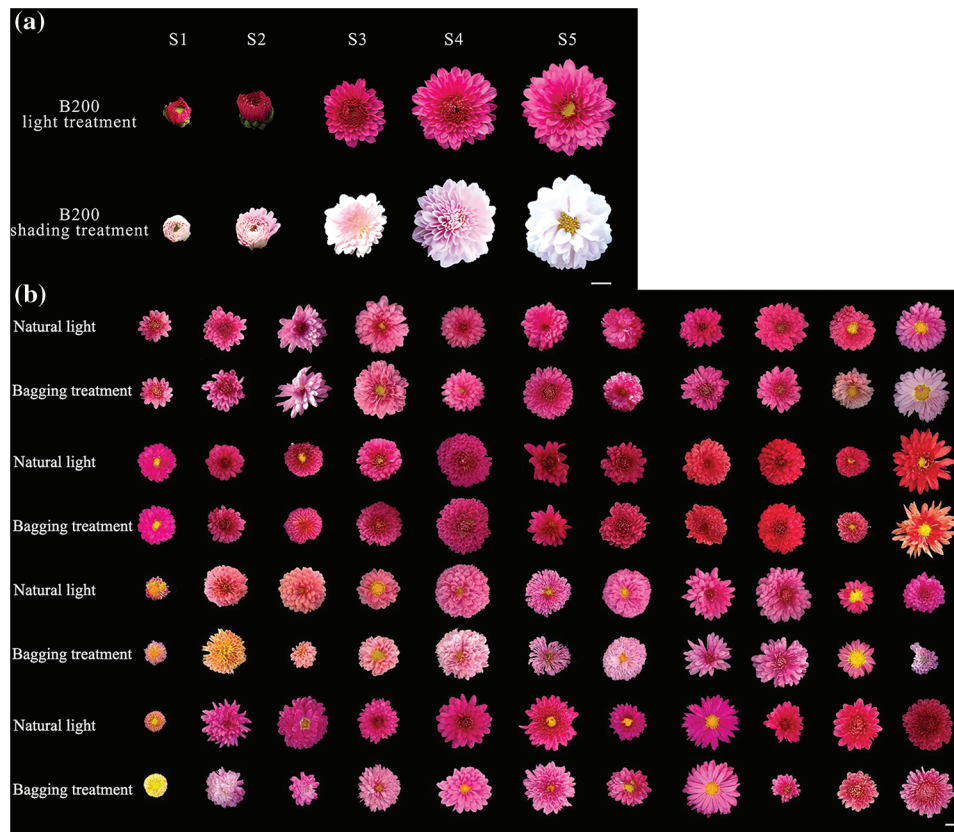 (a)
S1 S2 S3 S4 S5
B200
light treatment
B200
shading treatment
(b)
Natural light
Bagging treatment
Natural light
Bagging treatment
Natural light
Bagging treatment
Natural light
Bagging treatment